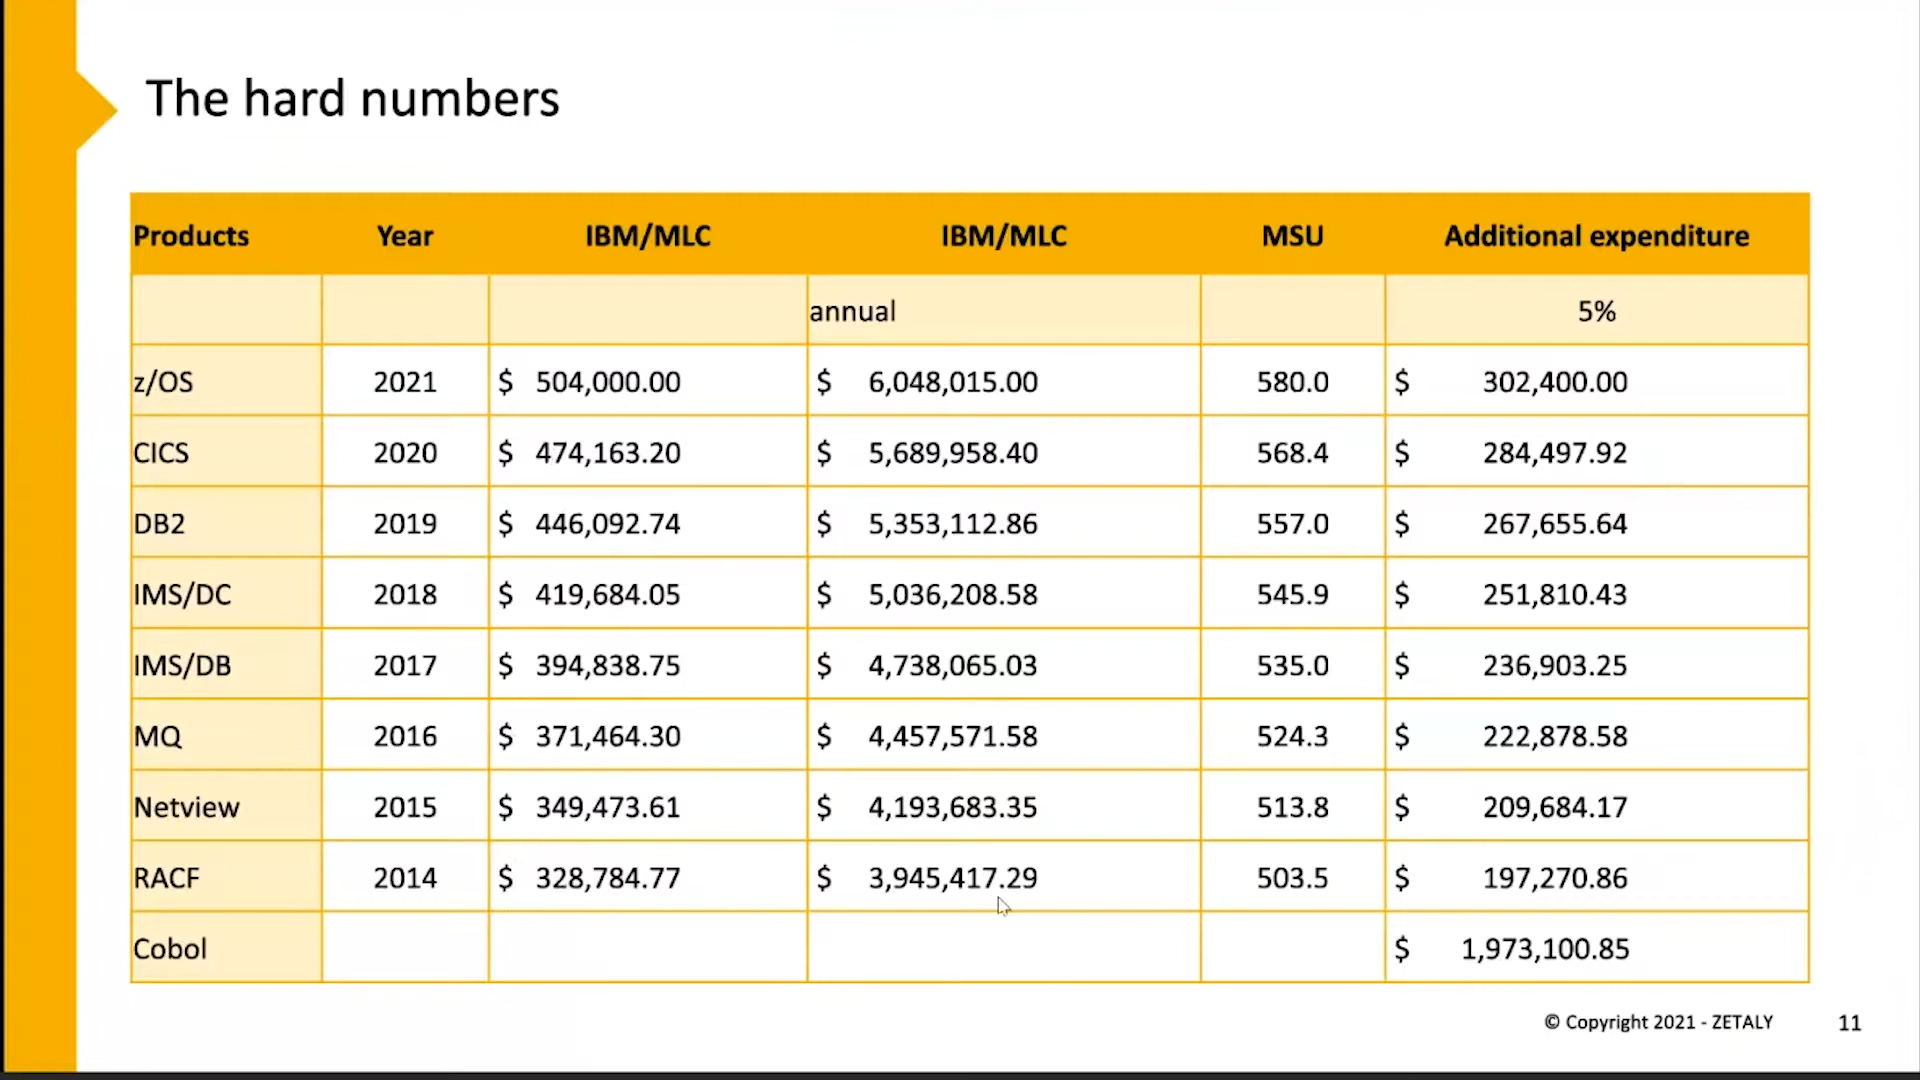 The hard numbers
Products Year IBM/MLC IBM/MLC MSU Additional expenditure
annual 5%
z/OS 2021 $ 504,000.00 $ 6,048,015.00 580.0 $ 302,400.00
CICS 2020 $ 474,163.20 $ 5,689,958.40 568.4 $ 284,497.92
DB2 2019 $ 446,092.74 $ 5,353,112.86 557.0 $ 267,655.64
IMS/DC 2018 $ 419,684.05 $ 5,036,208.58 545.9 $ 251,810.43
IMS/DB 2017 $ 394,838.75 $ 4,738,065.03 535.0 $ 236,903.25
MQ 2016 $ 371,464.30 $ 4,457,571.58 524.3 $ 222,878.58
Netview 2015 $ 349,473.61 $ 4,193,683.35 513.8 $ 209,684.17
RACF 2014 $ 328,784.77 $ 3,945,417.29 503.5 $ 197,270.86
Cobol $ 1,973,100.85
© Copyright 2021 - ZETALY 11